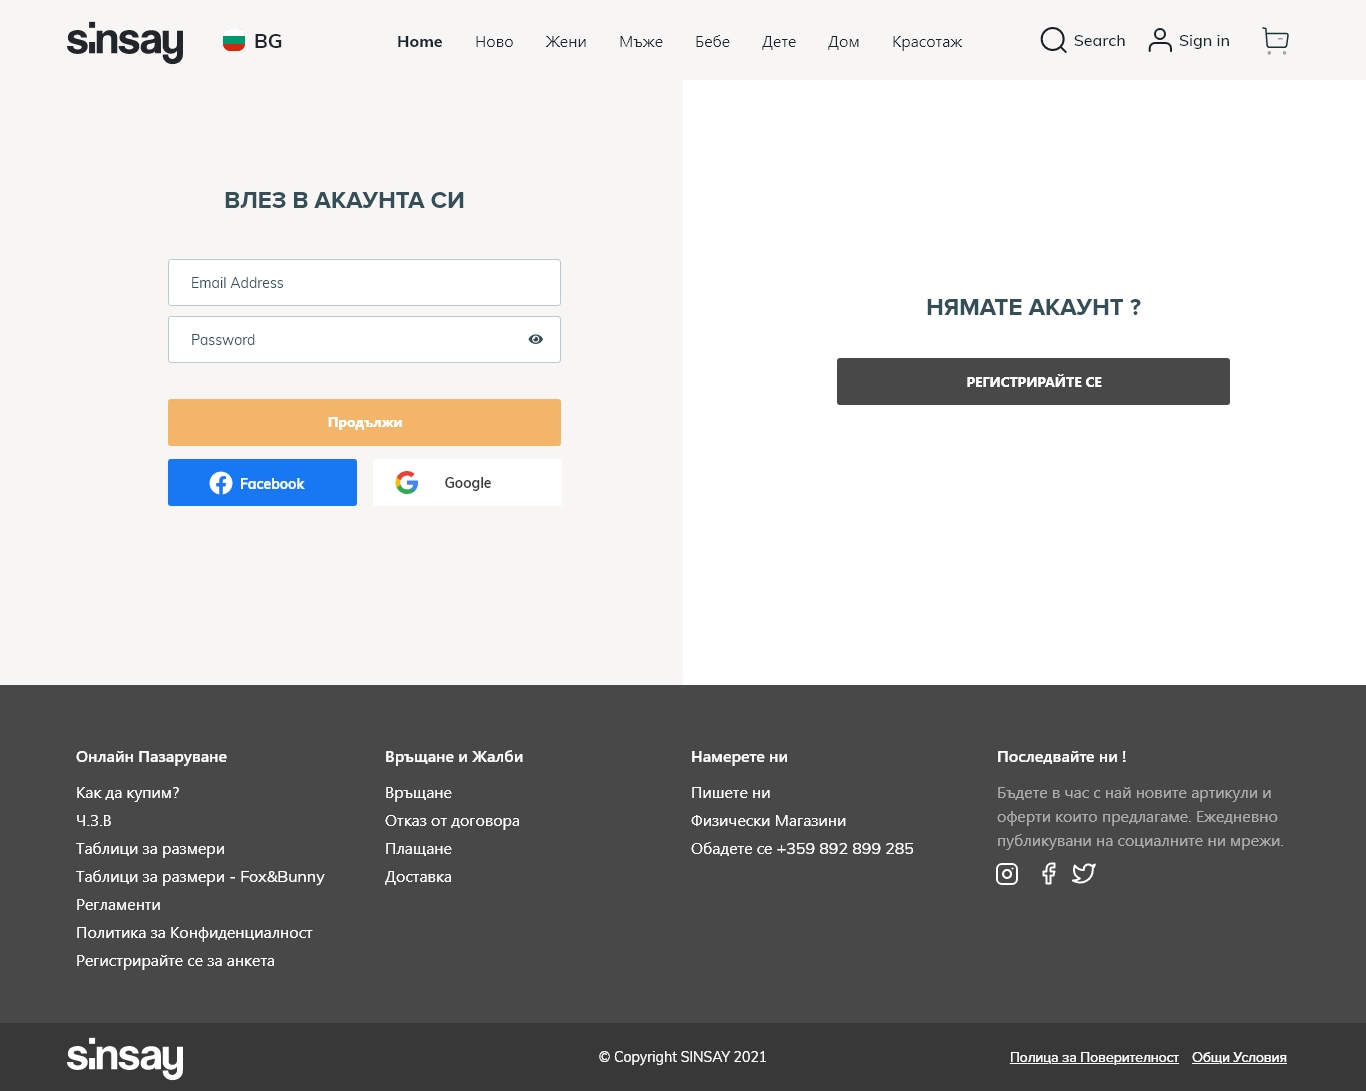 sinsay BG Home Ново Жени Мъже Бебе Дете Дом Красотаж Search Sign in
ВЛЕЗ В АКАУНТА СИ
Email Address
Password
Продължи
Facebook Google
НЯМАТЕ АКАУНТ ?
РЕГИСТРИРАЙТЕ СЕ
Онлайн Пазаруване
Как да купим?
Ч.З.В
Таблици за размери
Таблици за размери - Fox&Bunny
Регламенти
Политика за Конфиденциалност
Регистрирайте се за анкета
Връщане и Жалби
Връщане
Отказ от договора
Плащане
Доставка
Намерете ни
Пишете ни
Физически Магазини
Обадете се +359 892 899 285
Последвайте ни !
Бъдете в час с най новите артикули и
оферти които предлагаме. Ежедневно
публикувани на социалните ни мрежи.
sinsay © Copyright SINSAY 2021 Полица за Поверителност Общи Условия